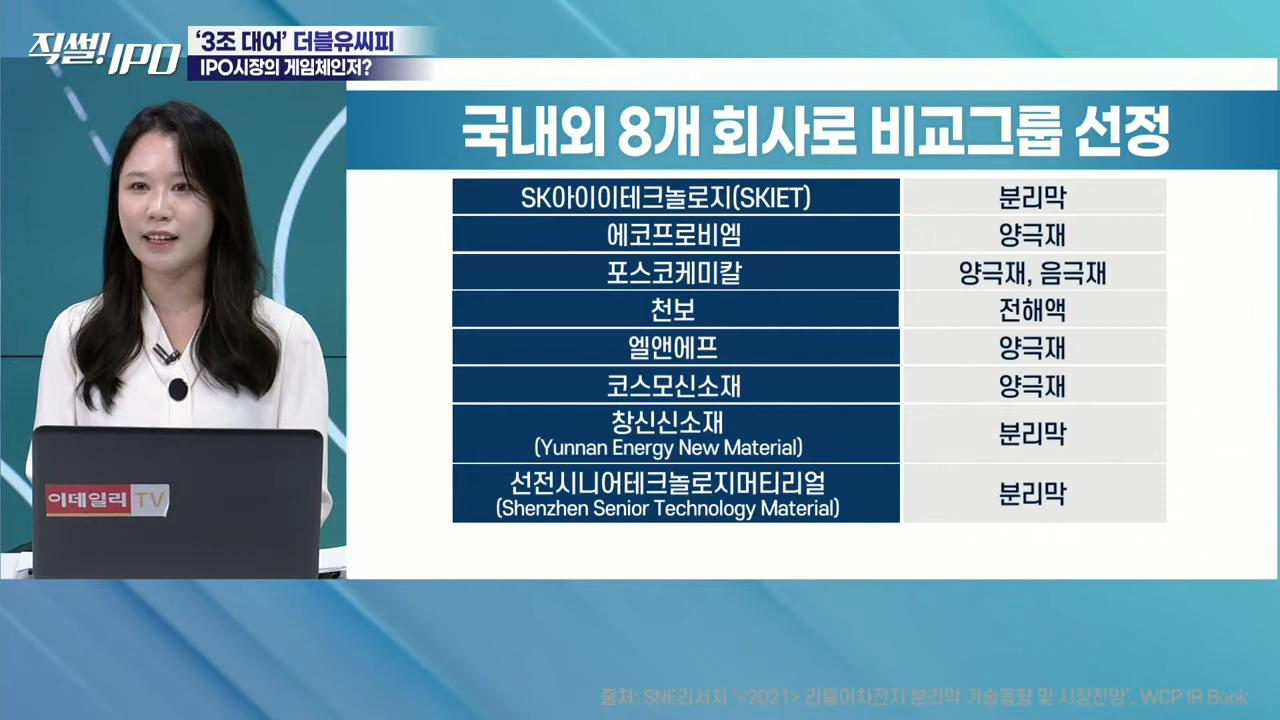 직썰! IPO
‘3조 대어’ 더블유씨피
IPO시장의 게임체인저?
국내외 8개 회사로 비교그룹 선정
SK아이이테크놀로지(SKIET) 분리막
에코프로비엠 양극재
포스코케미칼 양극재, 음극재
천보 전해액
엘앤에프 양극재
코스모신소재 양극재
창신신소재
(Yunnan Energy New Material) 분리막
선전시니어테크놀로지머티리얼
(Shenzhen Senior Technology Material) 분리막
이데일리 TV
출처: SNE리서치 ‘<2021> 리튬이차전지 분리막 기술동향 및 시장전망’, WCP IR Book